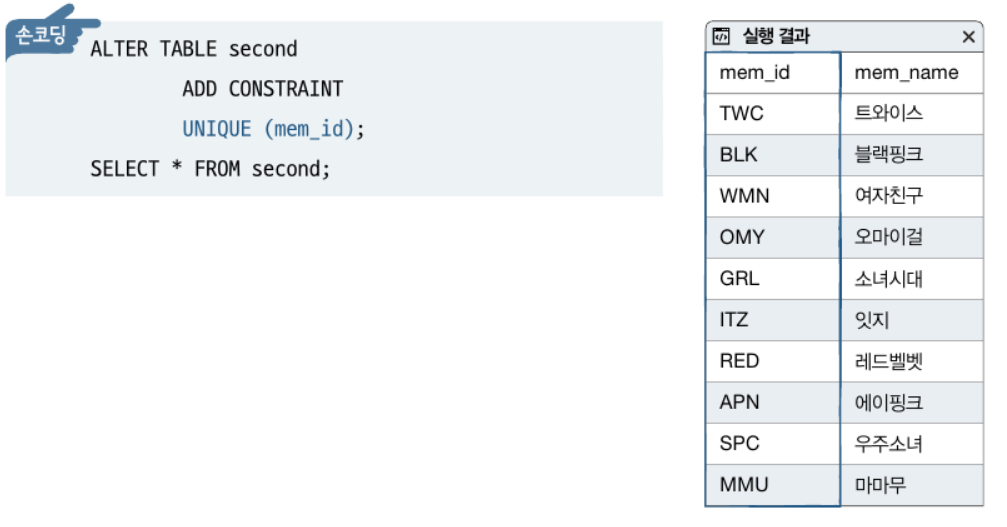 손코딩
ALTER TABLE second
ADD CONSTRAINT
UNIQUE (mem_id);
SELECT * FROM second;
실행 결과 ×
mem_id mem_name
TWC 트와이스
BLK 블랙핑크
WMN 여자친구
OMY 오마이걸
GRL 소녀시대
ITZ 잇지
RED 레드벨벳
APN 에이핑크
SPC 우주소녀
MMU 마마무